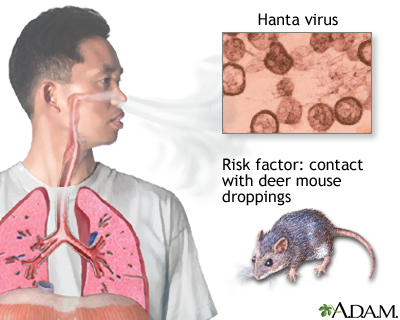 Hanta virus
Risk factor: contact
with deer mouse
droppings
A.D.A.M.